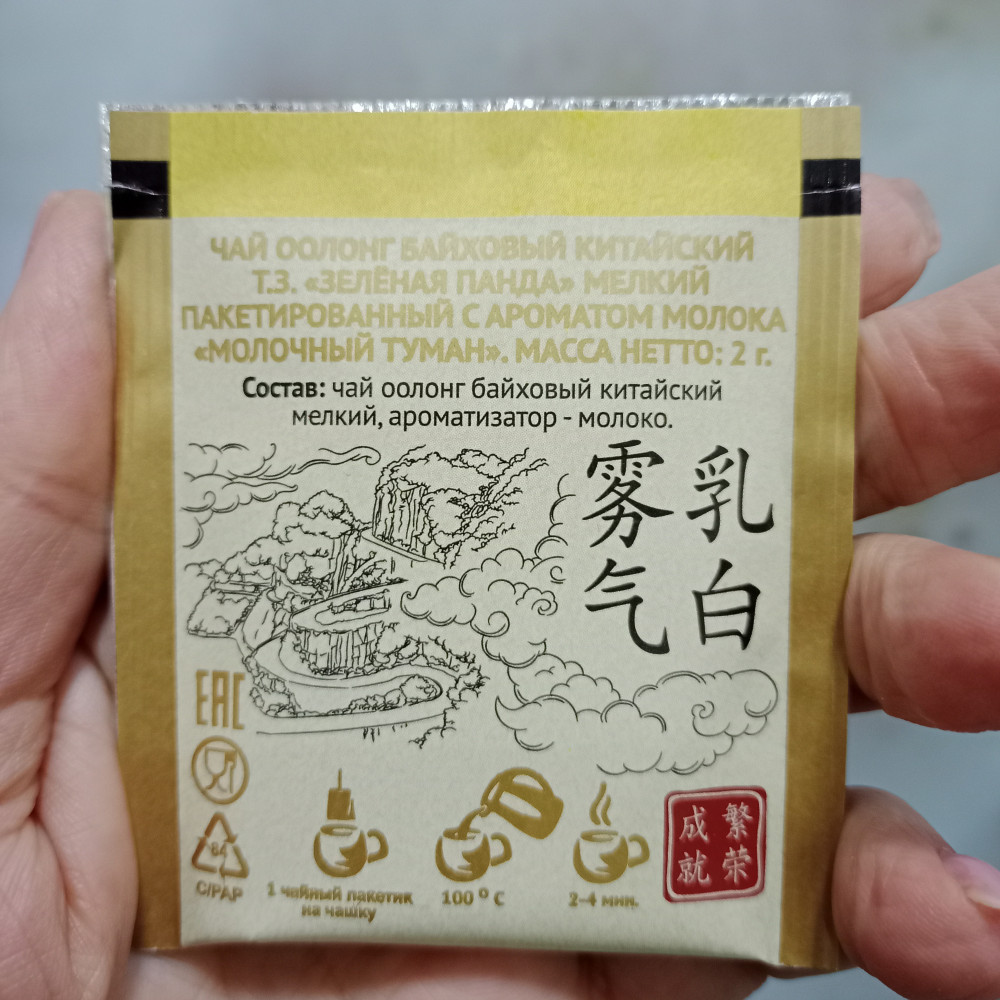 ЧАЙ ООЛОНГ БАЙХОВЫЙ КИТАЙСКИЙ
Т.З. «ЗЕЛЁНАЯ ПАНДА» МЕЛКИЙ
ПАКЕТИРОВАННЫЙ С АРОМАТОМ МОЛОКА
«МОЛОЧНЫЙ ТУМАН». МАССА НЕТТО: 2 г.
Состав: чай оолонг байховый китайский
мелкий, ароматизатор - молоко.
乳白
雾气
EAC
84
C/PAP
1 чайный пакетик
на чашку
100 º C
2-4 мин.
繁荣
成就